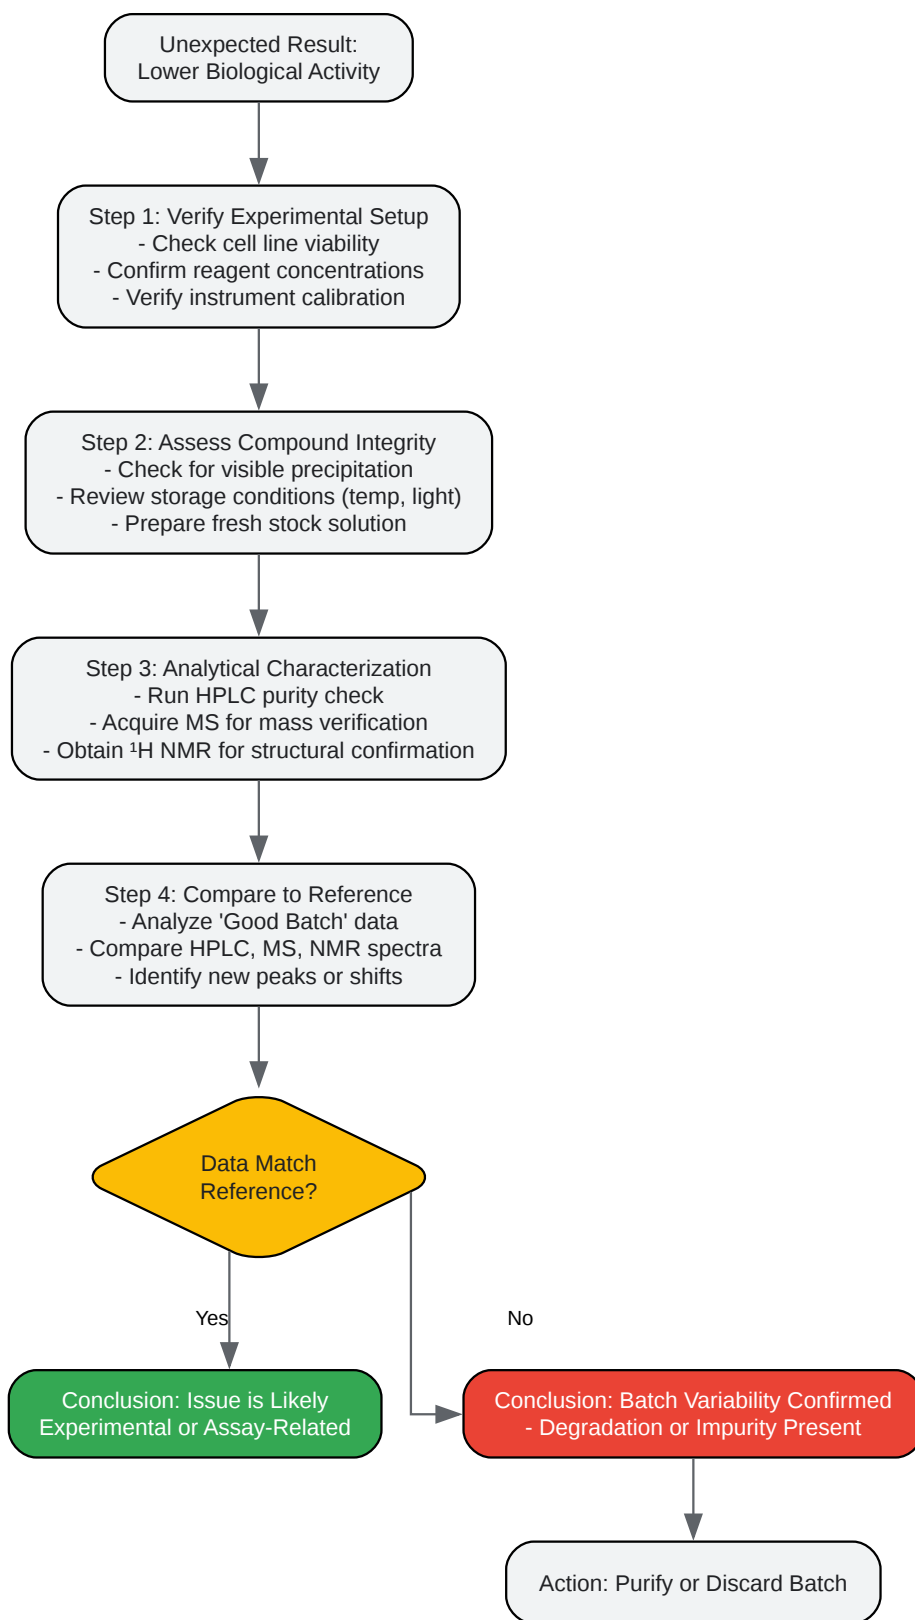 Unexpected Result:
Lower Biological Activity
Step 1: Verify Experimental Setup
- Check cell line viability
- Confirm reagent concentrations
- Verify instrument calibration
Step 2: Assess Compound Integrity
- Check for visible precipitation
- Review storage conditions (temp, light)
- Prepare fresh stock solution
Step 3: Analytical Characterization
- Run HPLC purity check
- Acquire MS for mass verification
- Obtain ¹H NMR for structural confirmation
Step 4: Compare to Reference
- Analyze 'Good Batch' data
- Compare HPLC, MS, NMR spectra
- Identify new peaks or shifts
Data Match
Reference?
Yes
No
Conclusion: Issue is Likely
Experimental or Assay-Related
Conclusion: Batch Variability Confirmed
- Degradation or Impurity Present
Action: Purify or Discard Batch